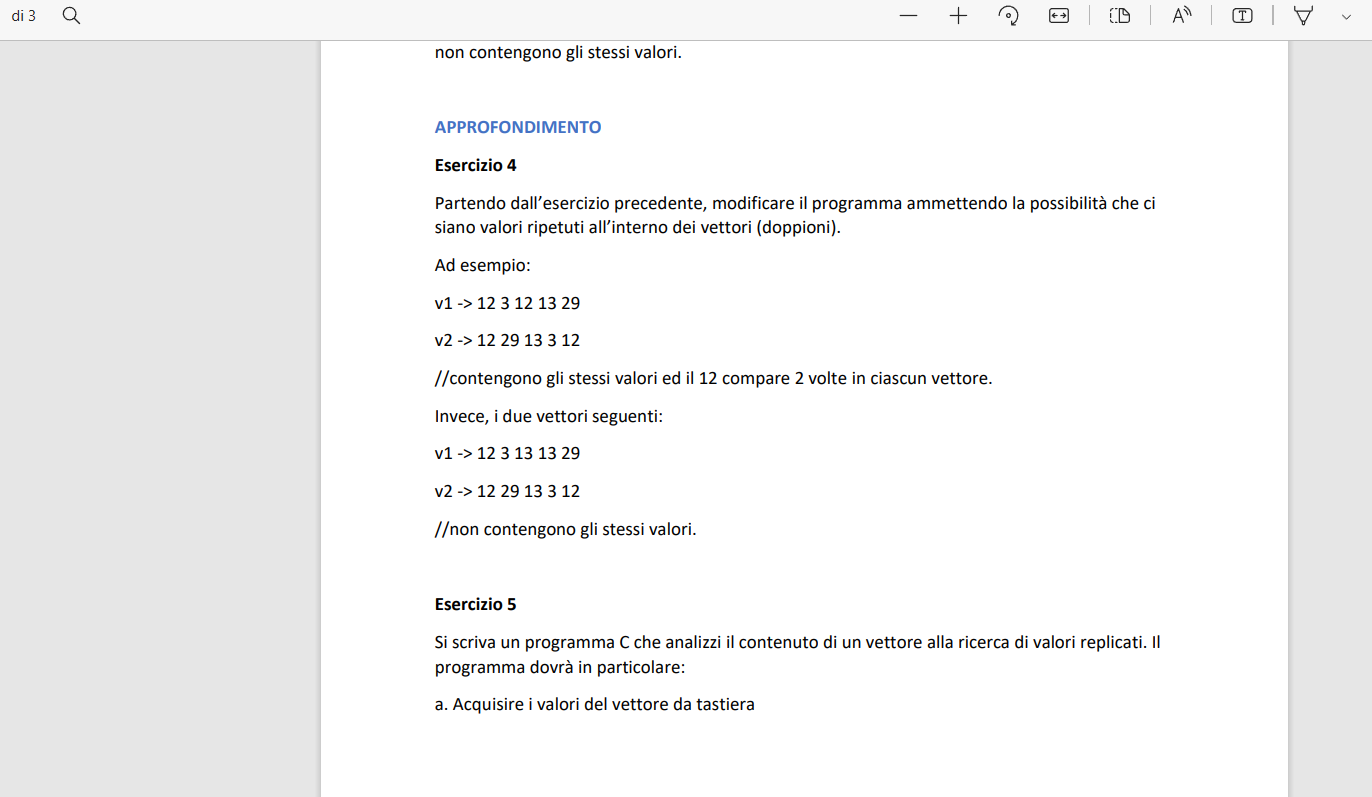 di 3
non contengono gli stessi valori.
APPROFONDIMENTO
Esercizio 4
Partendo dall’esercizio precedente, modificare il programma ammettendo la possibilità che ci
siano valori ripetuti all’interno dei vettori (doppioni).
Ad esempio:
v1 -> 12 3 12 13 29
v2 -> 12 29 13 3 12
//contengono gli stessi valori ed il 12 compare 2 volte in ciascun vettore.
Invece, i due vettori seguenti:
v1 -> 12 3 13 13 29
v2 -> 12 29 13 3 12
//non contengono gli stessi valori.
Esercizio 5
Si scriva un programma C che analizzi il contenuto di un vettore alla ricerca di valori replicati. Il
programma dovrà in particolare:
a. Acquisire i valori del vettore da tastiera